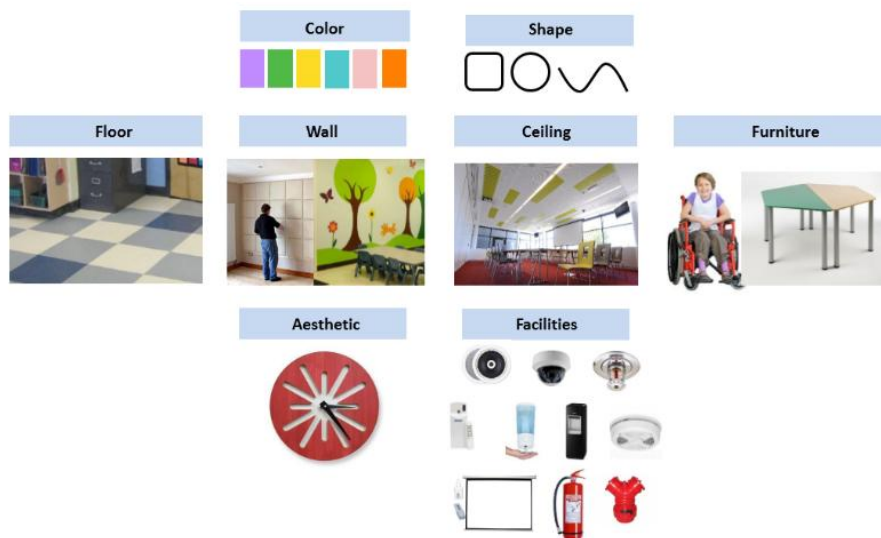 Color
Shape
Floor
Wall
Ceiling
Furniture
Aesthetic
Facilities